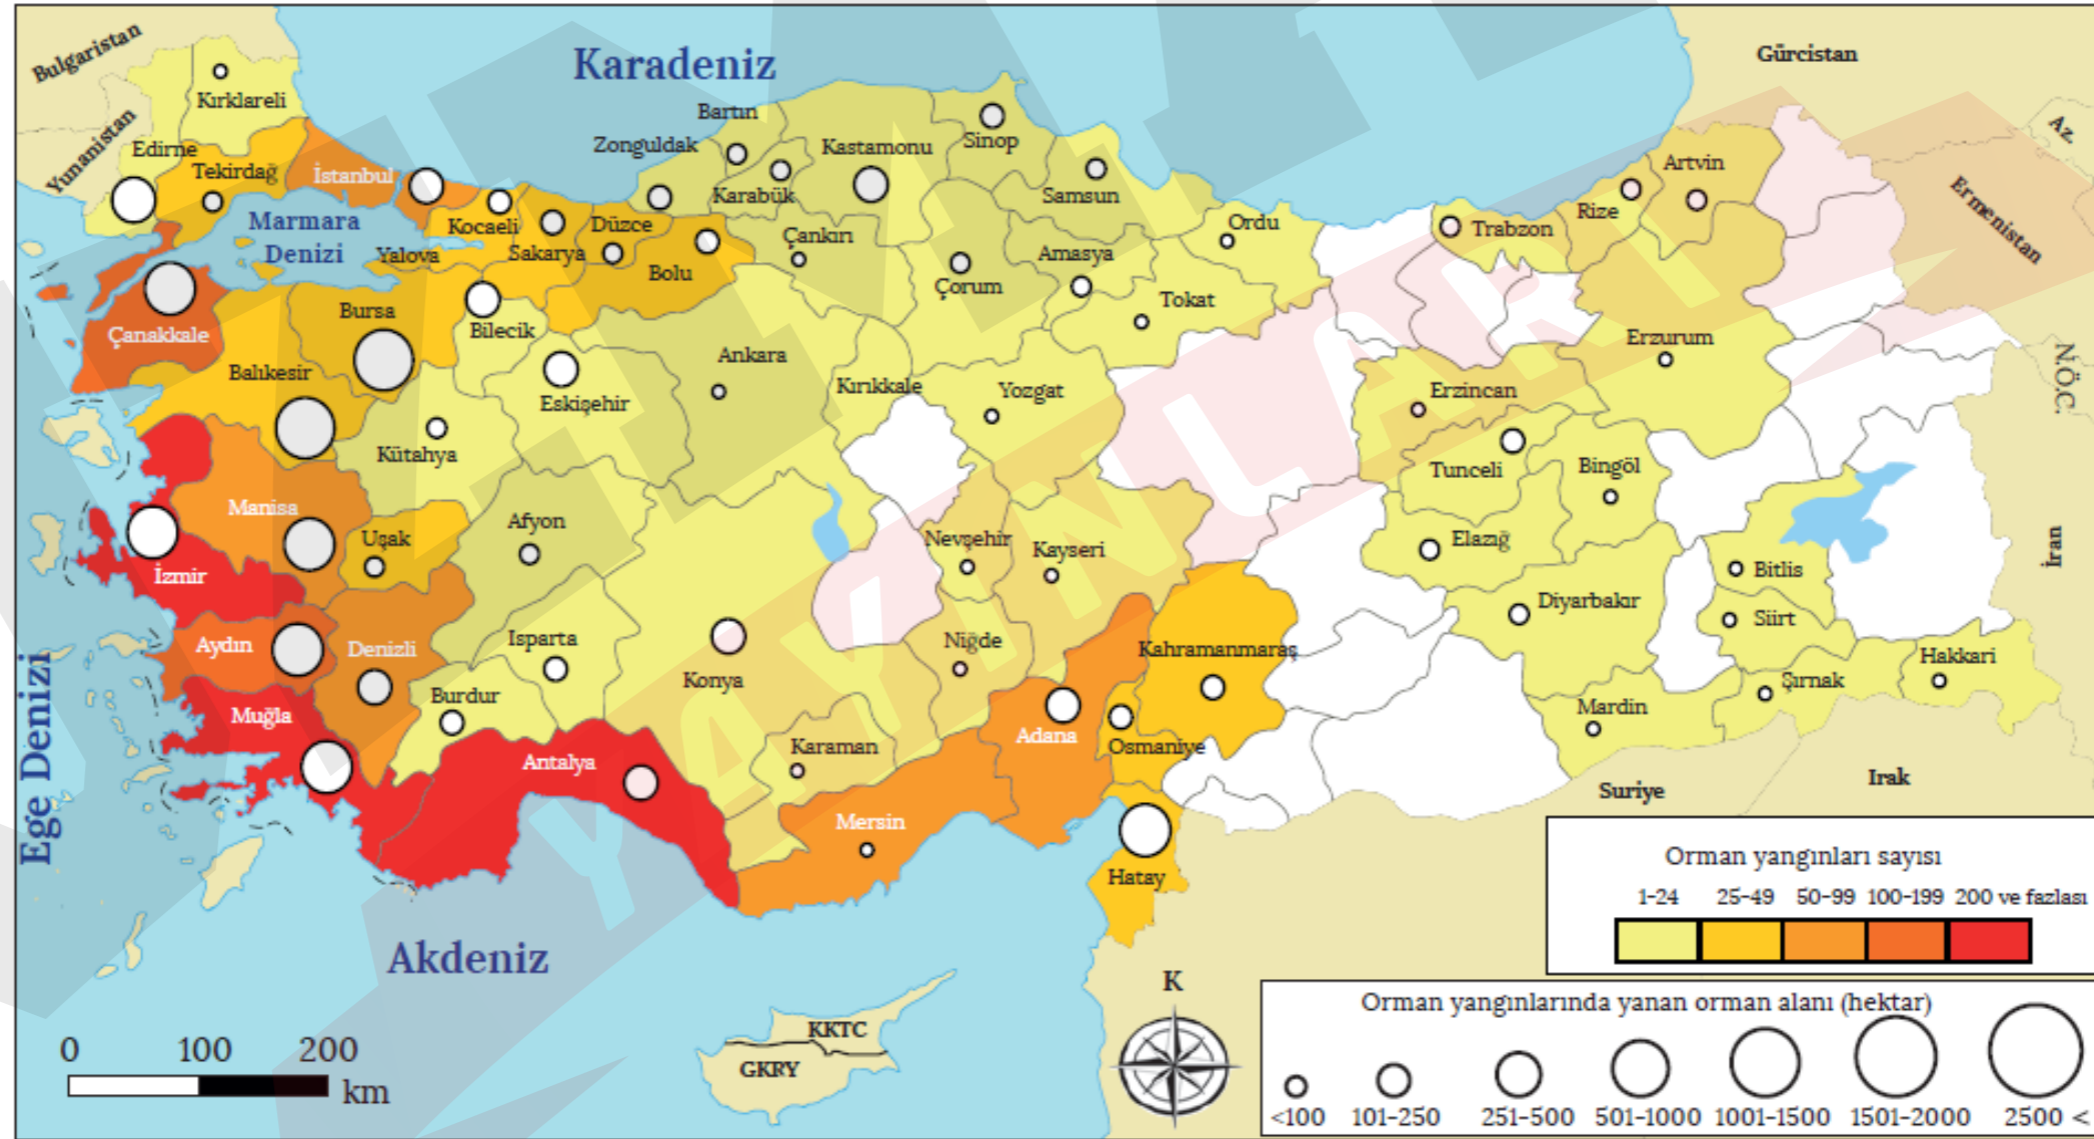 Bulgaristan
Karadeniz
Gürcistan
Kırklareli
Yunanistan
Edirne
Tekirdağ
İstanbul
Bartın
Zonguldak
Karabük
Kastamonu
Sinop
Samsun
Ordu
Trabzon
Rize
Artvin
Az.
Ermenistan
Marmara
Denizi
Yalova
Kocaeli
Sakarya
Düzce
Bolu
Çankırı
Çorum
Amasya
Tokat
Çanakkale
Bursa
Bilecik
Balıkesir
Eskişehir
Ankara
Kırıkkale
Yozgat
Erzincan
Erzurum
N.Ö.C.
Kütahya
Tunceli
Bingöl
Manisa
Uşak
Afyon
Nevşehir
Kayseri
Elazığ
İran
İzmir
Bitlis
Diyarbakır
Siirt
Aydın
Denizli
Isparta
Burdur
Konya
Niğde
Kahramanmaraş
Hakkari
Şırnak
Mardin
Muğla
Antalya
Karaman
Adana
Osmaniye
Mersin
Hatay
Suriye
Irak
Ege Denizi
Akdeniz
YAYINLARI
KKTC
GKRY
K
0 100 200
km
Orman yangınları sayısı
1-24 25-49 50-99 100-199 200 ve fazlası
Orman yangınlarında yanan orman alanı (hektar)
<100 101-250 251-500 501-1000 1001-1500 1501-2000 2500 <